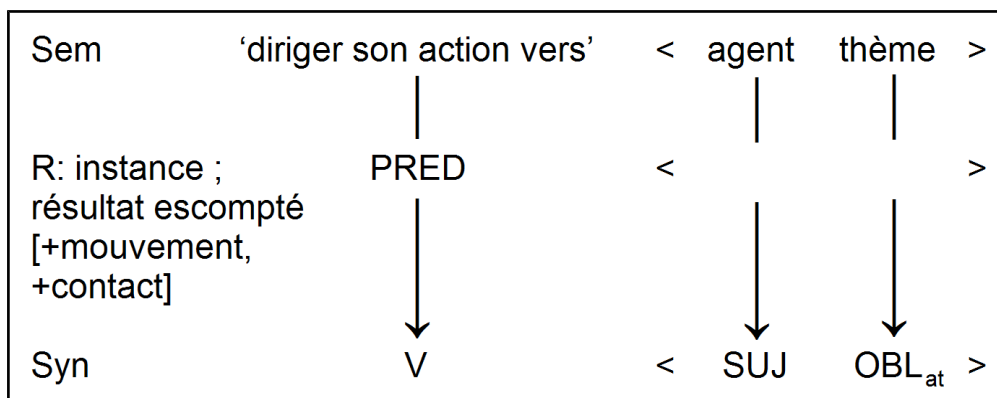 Sem ‘diriger son action vers’ < agent thème >
R: instance ; PRED < >
résultat escompté
[+mouvement,
+contact]
Syn V < SUJ OBLat >